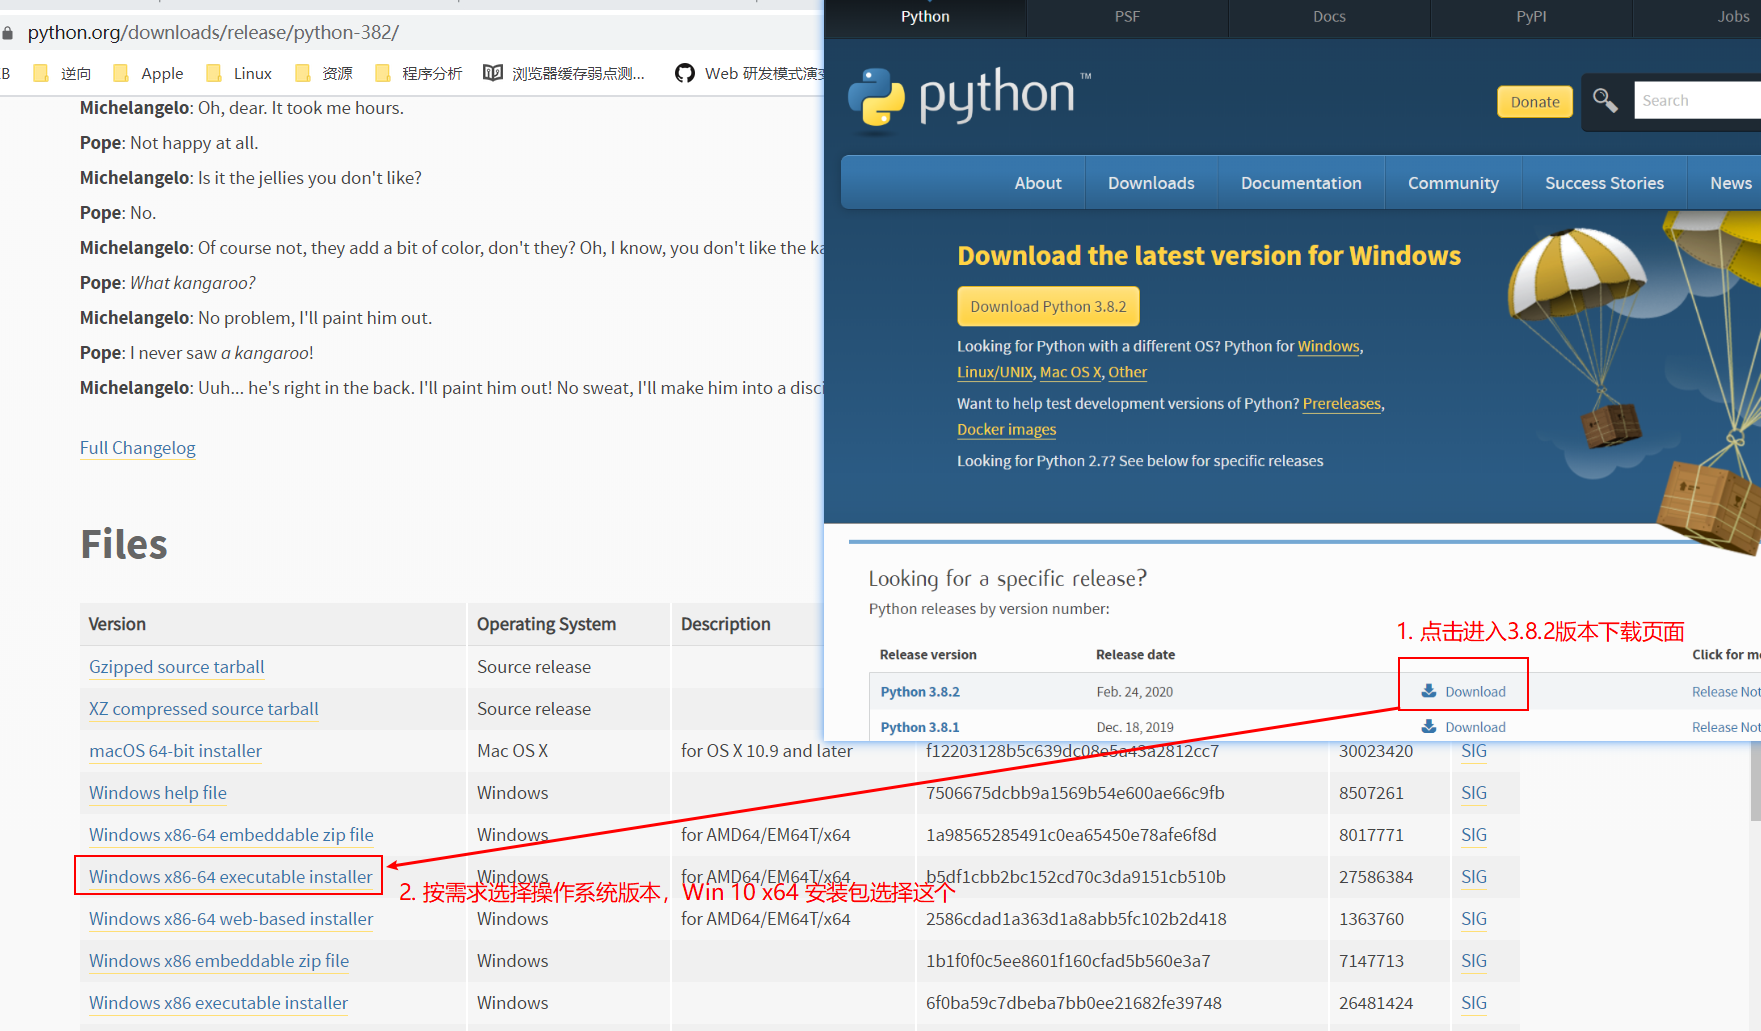 python.org/downloads/release/python-382/
逆向 Apple Linux 资源 程序分析 浏览器缓存弱点测... Web 研发模式演变
Michelangelo: Oh, dear. It took me hours.
Pope: Not happy at all.
Michelangelo: Is it the jellies you don't like?
Pope: No.
Michelangelo: Of course not, they add a bit of color, don't they? Oh, I know, you don't like the ka
Pope: What kangaroo?
Michelangelo: No problem, I'll paint him out.
Pope: I never saw a kangaroo!
Michelangelo: Uuh... he's right in the back. I'll paint him out! No sweat, I'll make him into a disci
Full Changelog
Files
Version Operating System Description
Gzipped source tarball Source release
XZ compressed source tarball Source release
macOS 64-bit installer Mac OS X for OS X 10.9 and later f12203128b5c639dc08e5a43a2812cc7 30023420 SIG
Windows help file Windows 7506675dcbb9a1569b54e600ae66c9fb 8507261 SIG
Windows x86-64 embeddable zip file Windows for AMD64/EM64T/x64 1a98565285491c0ea65450e78afe6f8d 8017771 SIG
Windows x86-64 executable installer Windows for AMD64/EM64T/x64 b5df1cbb2bc152cd70c3da9151cb510b 27586384 SIG
2. 按需求选择操作系统版本，Win 10 x64 安装包选择这个
Windows x86-64 web-based installer Windows for AMD64/EM64T/x64 2586cdad1a363d1a8abb5fc102b2d418 1363760 SIG
Windows x86 embeddable zip file Windows 1b1f0f0c5ee8601f160cfad5b560e3a7 7147713 SIG
Windows x86 executable installer Windows 6f0ba59c7dbeba7bb0ee21682fe39748 26481424 SIG
Python PSF Docs PyPI Jobs
python™
Donate Search
About Downloads Documentation Community Success Stories News
Download the latest version for Windows
Download Python 3.8.2
Looking for Python with a different OS? Python for Windows,
Linux/UNIX, Mac OS X, Other
Want to help test development versions of Python? Prereleases,
Docker images
Looking for Python 2.7? See below for specific releases
Looking for a specific release?
Python releases by version number:
1. 点击进入3.8.2版本下载页面
Release version Release date Click for mo
Python 3.8.2 Feb. 24, 2020 Download Release Not
Python 3.8.1 Dec. 18, 2019 Download Release Not